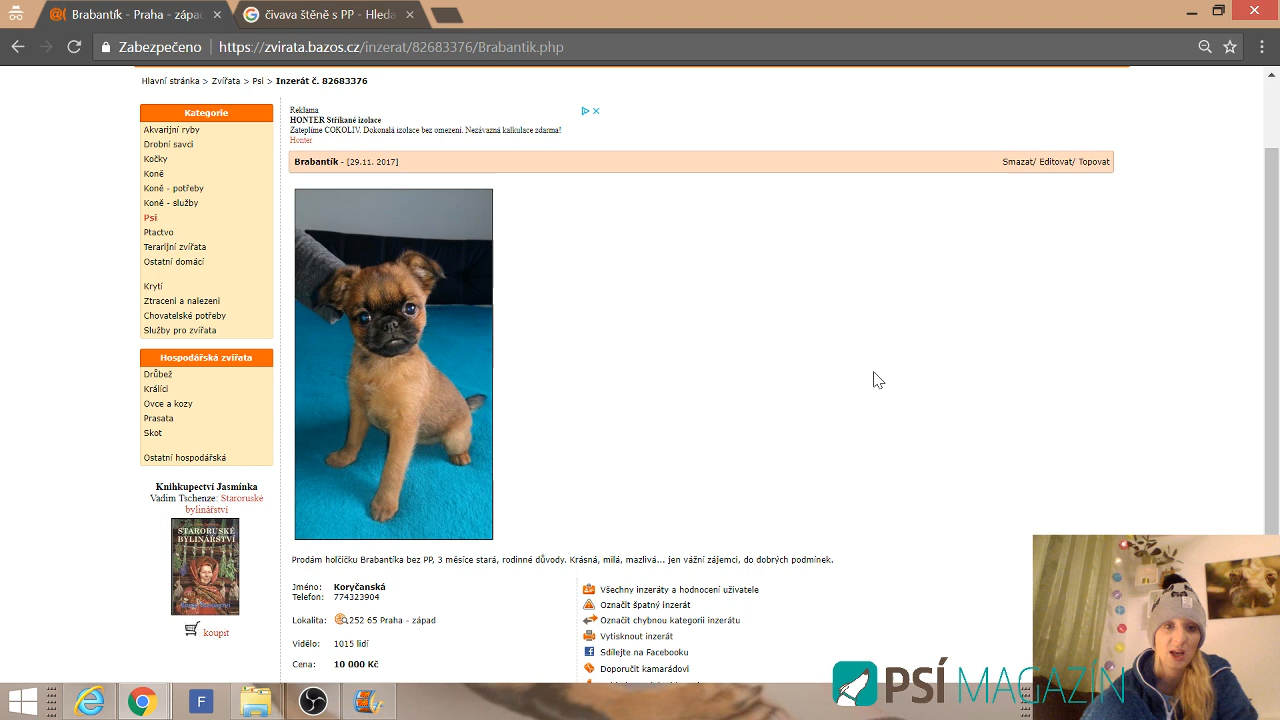 Brabantík - Praha - západ
čivava štěně s PP - Hleda
Zabezpečeno
https://zvirata.bazos.cz/inzerat/82683376/Brabantik.php
Hlavní stránka > Zvířata > Psi > Inzerát č. 82683376
Kategorie
Akvarijní ryby
Drobní savci
Kočky
Koně
Koně - potřeby
Koně - služby
Psi
Ptactvo
Terarijní zvířata
Ostatní domácí
Krytí
Ztraceni a nalezeni
Chovatelské potřeby
Služby pro zvířata
Hospodářská zvířata
Drůbež
Králíci
Ovce a kozy
Prasata
Skot
Ostatní hospodářská
Knihkupectví Jasmínka
Vadim Tschenze: Staroruské
bylinářství
STARORUSKÉ
BYLINÁŘSTVÍ
koupit
Reklama
HONTER Stříkané izolace
Zateplíme COKOLIV. Dokonalá izolace bez omezení. Nezávazná kalkulace zdarma!
Honter
Brabantík - [29.11. 2017]
Smazat/ Editovat/ Topovat
Prodám holčičku Brabantíka bez PP, 3 měsíce stará, rodinné důvody. Krásná, milá, mazlivá... jen vážní zájemci, do dobrých podmínek.
Jméno: Koryčanská
Telefon: 774323904
Lokalita: 252 65 Praha - západ
Vidělo: 1015 lidí
Cena: 10 000 Kč
Všechny inzeráty a hodnocení uživatele
Označit špatný inzerát
Označit chybnou kategorii inzerátu
Vytisknout inzerát
Sdílejte na Facebooku
Doporučit kamarádovi
F
PSÍ MAGAZÍN